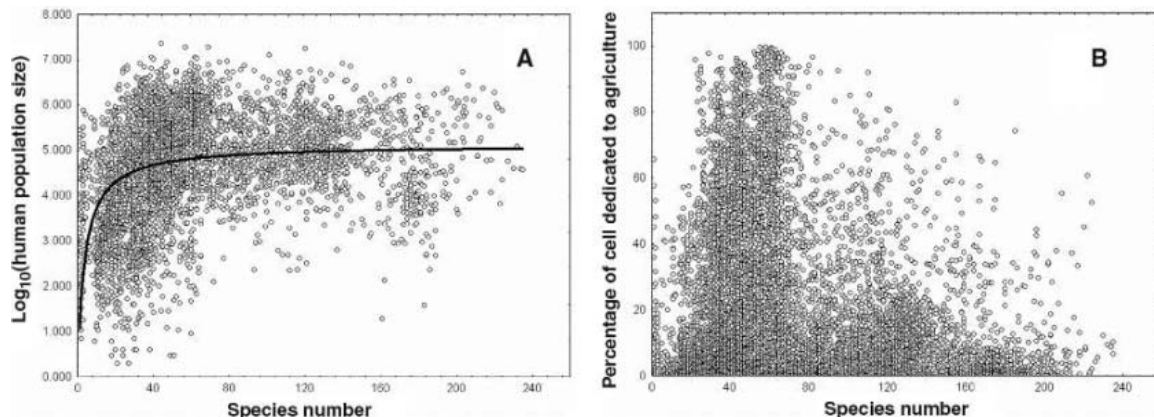 A
Log10(human population size)
8.000
7.000
6.000
5.000
4.000
3.000
2.000
1.000
0.000
0 40 80 120 160 200 240
Species number
B
Percentage of cell dedicated to agriculture
100
80
60
40
20
0
0 40 80 120 160 200 240
Species number